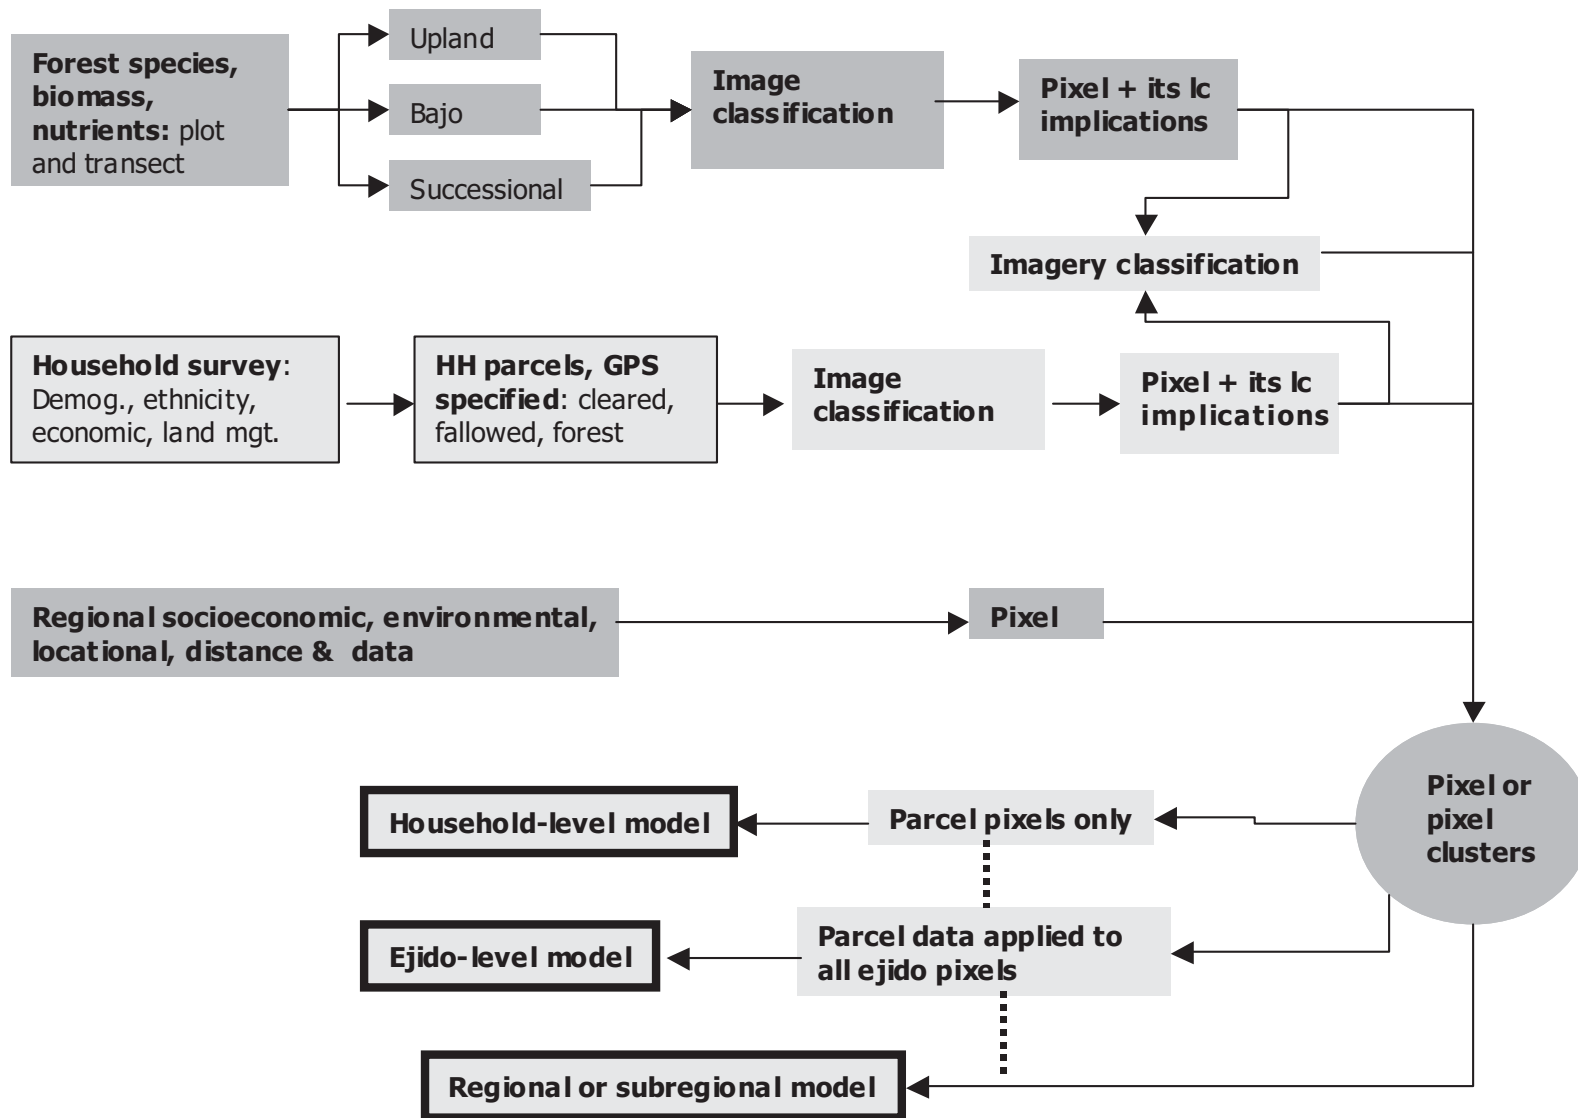 Forest species,
biomass,
nutrients: plot
and transect
Upland
Bajo
Successional
Image
classification
Pixel + its lc
implications
Imagery classification
Household survey:
Demog., ethnicity,
economic, land mgt.
HH parcels, GPS
specified: cleared,
fallowed, forest
Image
classification
Pixel + its lc
implications
Regional socioeconomic, environmental,
locational, distance & data
Pixel
Pixel or
pixel
clusters
Household-level model
Parcel pixels only
Ejido-level model
Parcel data applied to
all ejido pixels
Regional or subregional model